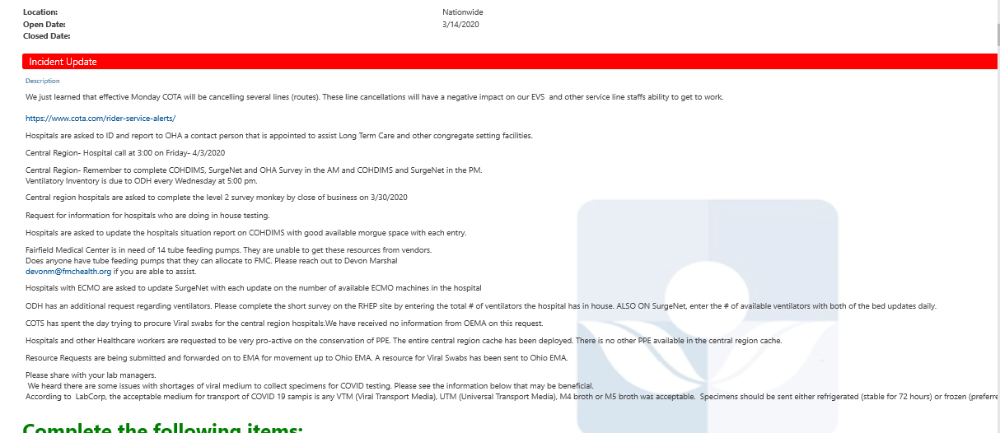 Location: Nationwide
Open Date: 3/14/2020
Closed Date:
Incident Update
Description
We just learned that effective Monday COTA will be cancelling several lines (routes). These line cancellations will have a negative impact on our EVS and other service line staffs ability to get to work.
https://www.cota.com/rider-service-alerts/
Hospitals are asked to ID and report to OHA a contact person that is appointed to assist Long Term Care and other congregate setting facilities.
Central Region- Hospital call at 3:00 on Friday- 4/3/2020
Central Region- Remember to complete COHDIMS, SurgeNet and OHA Survey in the AM and COHDIMS and SurgeNet in the PM.
Ventilatory Inventory is due to ODH every Wednesday at 5:00 pm.
Central region hospitals are asked to complete the level 2 survey monkey by close of business on 3/30/2020
Request for information for hospitals who are doing in house testing.
Hospitals are asked to update the hospitals situation report on COHDIMS with good available morgue space with each entry.
Fairfield Medical Center is in need of 14 tube feeding pumps. They are unable to get these resources from vendors.
Does anyone have tube feeding pumps that they can allocate to FMC. Please reach out to Devon Marshal
devonm@fmchealth.org if you are able to assist.
Hospitals with ECMO are asked to update SurgeNet with each update on the number of available ECMO machines in the hospital
ODH has an additional request regarding ventilators. Please complete the short survey on the RHEP site by entering the total # of ventilators the hospital has in house. ALSO ON SurgeNet, enter the # of available ventilators with both of the bed updates daily.
COTS has spent the day trying to procure Viral swabs for the central region hospitals.We have received no information from OEMA on this request.
Hospitals and other Healthcare workers are requested to be very pro-active on the conservation of PPE. The entire central region cache has been deployed. There is no other PPE available in the central region cache.
Resource Requests are being submitted and forwarded on to EMA for movement up to Ohio EMA. A resource for Viral Swabs has been sent to Ohio EMA.
Please share with your lab managers.
We heard there are some issues with shortages of viral medium to collect specimens for COVID testing. Please see the information below that may be beneficial.
According to LabCorp, the acceptable medium for transport of COVID 19 sampls is any VTM (Viral Transport Media), UTM (Universal Transport Media), M4 broth or M5 broth was acceptable. Specimens should be sent either refrigerated (stable for 72 hours) or frozen (preferre
Complete the following items: